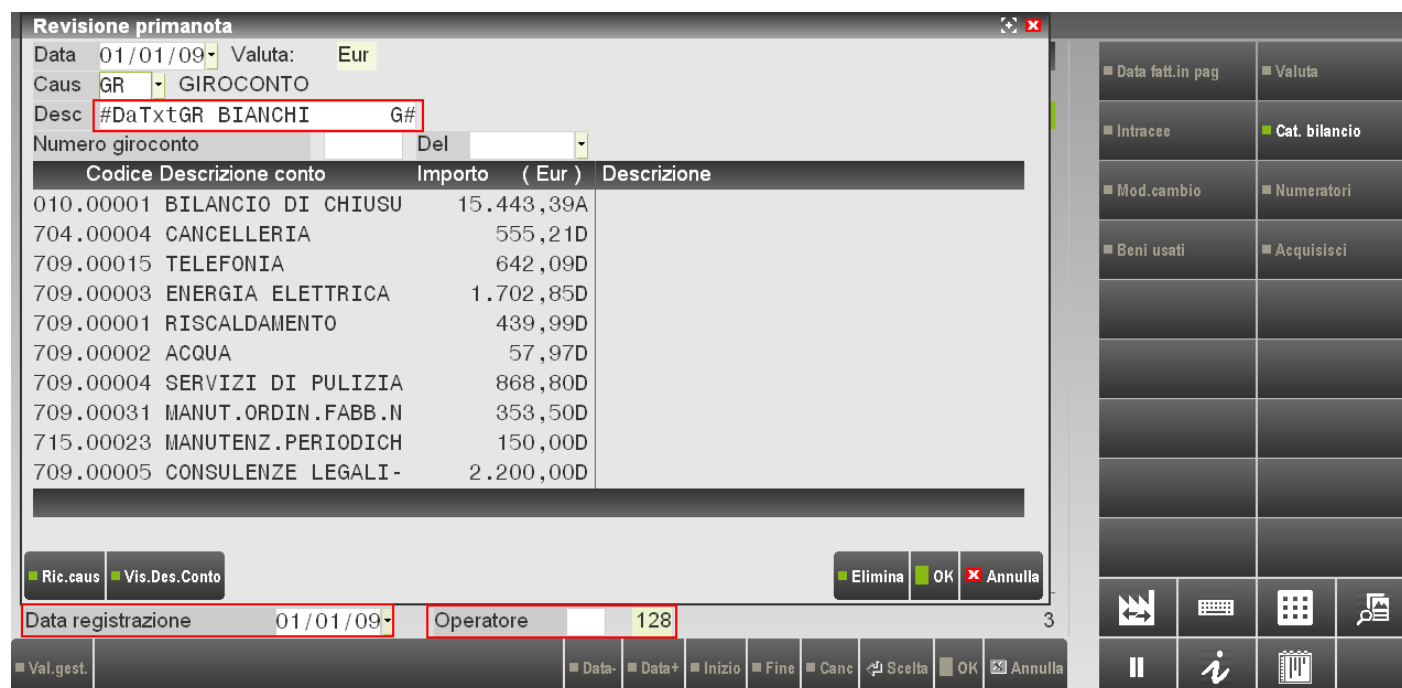 Revisione primanota
Data 01/01/09 Valuta: Eur
Caus GR GIROCONTO
Desc #DaTxtGR BIANCHI G#
Numero giroconto Del
Codice Descrizione conto Importo ( Eur ) Descrizione
010.00001 BILANCIO DI CHIUSU 15.443,39A
704.00004 CANCELLERIA 555,21D
709.00015 TELEFONIA 642,09D
709.00003 ENERGIA ELETTRICA 1.702,85D
709.00001 RISCALDAMENTO 439,99D
709.00002 ACQUA 57,97D
709.00004 SERVIZI DI PULIZIA 868,80D
709.00031 MANUT.ORDIN.FABB.N 353,50D
715.00023 MANUTENZ.PERIODICH 150,00D
709.00005 CONSULENZE LEGALI- 2.200,00D
Ric.caus Vis.Des.Conto Elimina OK Annulla
Data registrazione 01/01/09 Operatore 128 3
Val.gest. Data- Data+ Inizio Fine Canc Scelta OK Annulla
Data fatt.in pag Valuta
Intracee Cat. bilancio
Mod.cambio Numeratori
Beni usati Acquisisci